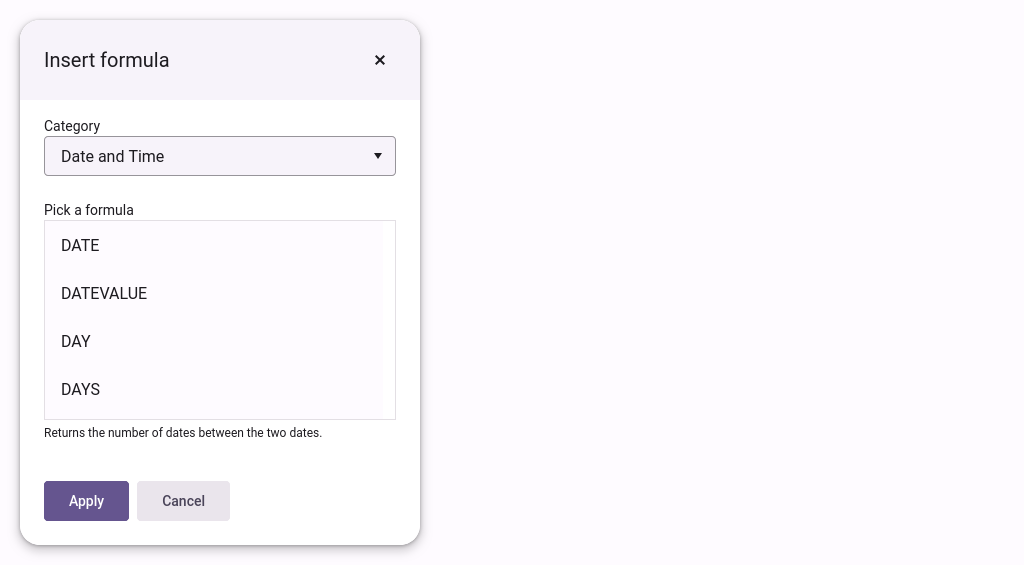 Insert formula
Category
Date and Time
Pick a formula
DATE
DATEVALUE
DAY
DAYS
Returns the number of dates between the two dates.
Apply
Cancel